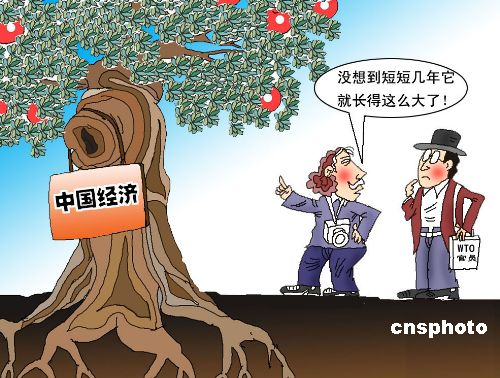 没想到短短几年它
就长得这么大了！
中国经济
WTO
官员
cnsphoto